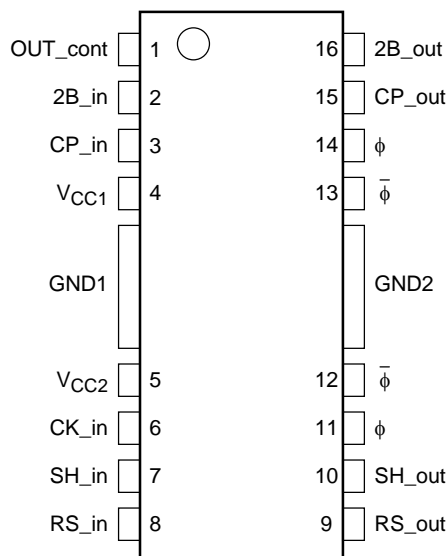 OUT_cont 1 16 2B_out
2B_in 2 15 CP_out
CP_in 3 14 ϕ
VCC1 4 13 ϕ̅
GND1 GND2
VCC2 5 12 ϕ̅
CK_in 6 11 ϕ
SH_in 7 10 SH_out
RS_in 8 9 RS_out